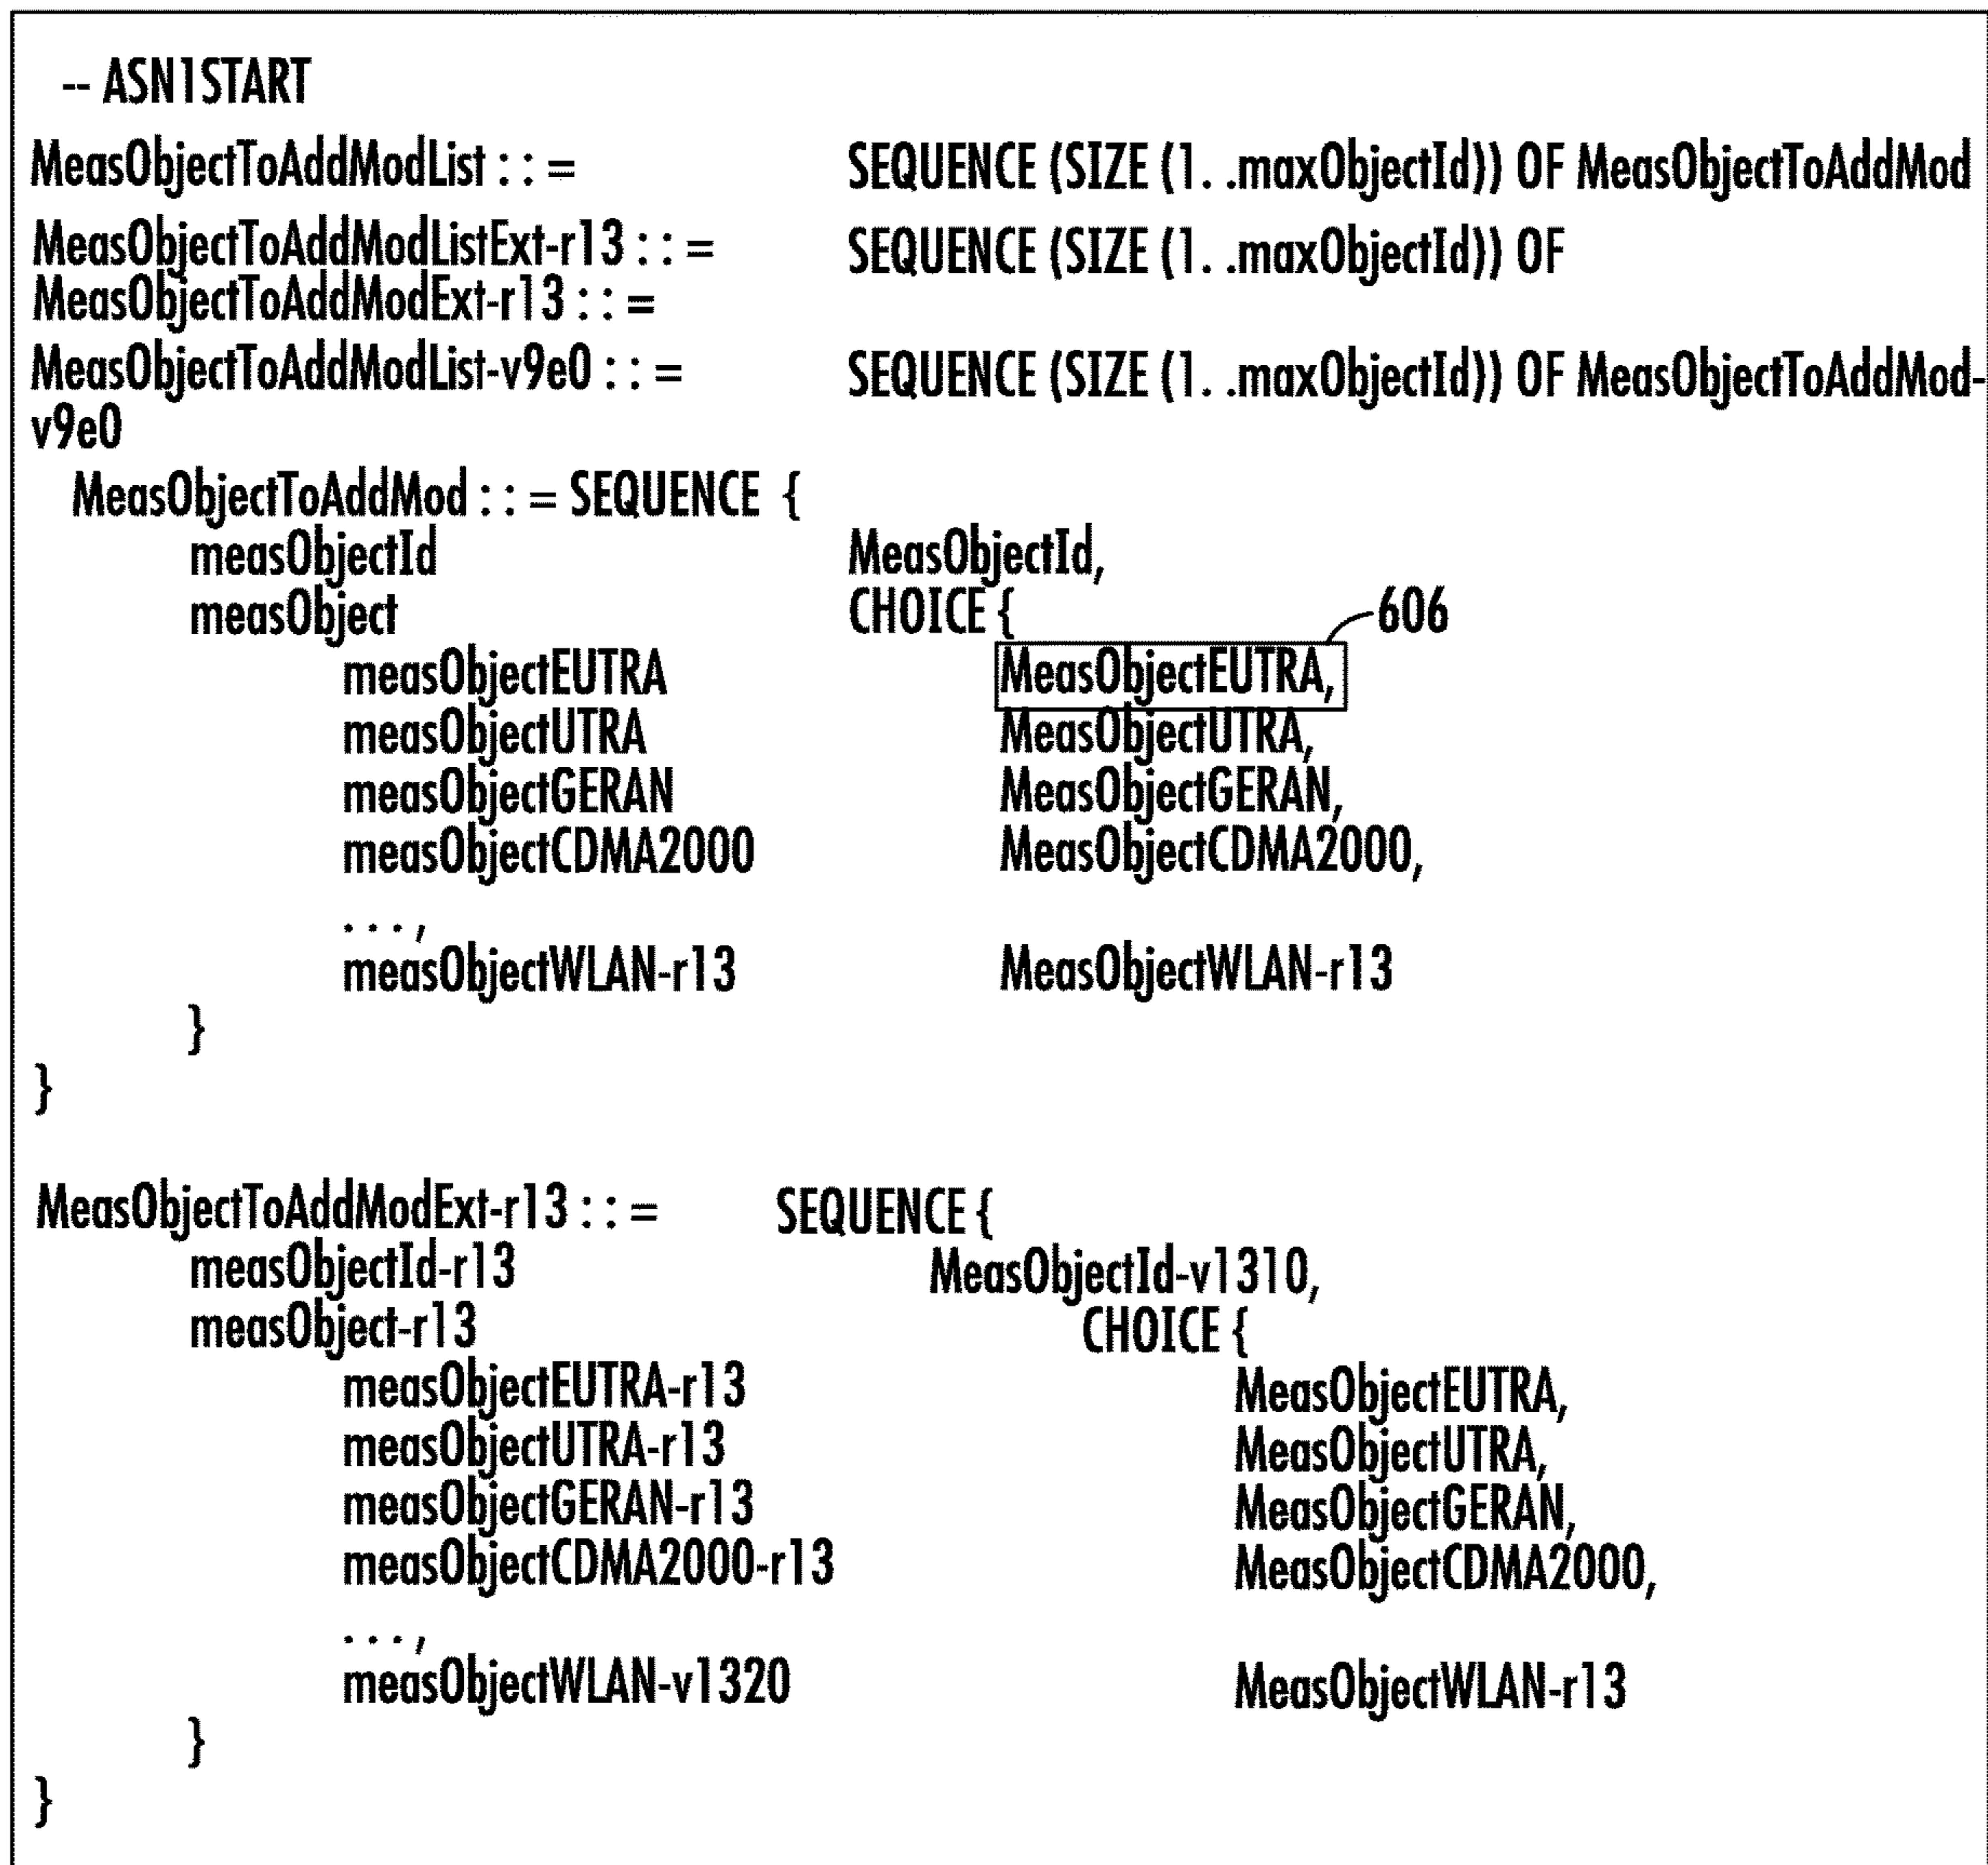 -- ASN1START
MeasObjectToAddModList : : = SEQUENCE (SIZE (1. .maxObjectId)) OF MeasObjectToAddMod
MeasObjectToAddModListExt-r13 : : = SEQUENCE (SIZE (1. .maxObjectId)) OF
MeasObjectToAddModExt-r13 : : =
MeasObjectToAddModList-v9e0 : : = SEQUENCE (SIZE (1. .maxObjectId)) OF MeasObjectToAddMod-
v9e0
MeasObjectToAddMod : : = SEQUENCE {
measObjectId MeasObjectId,
measObject CHOICE { 606
measObjectEUTRA MeasObjectEUTRA,
measObjectUTRA MeasObjectUTRA,
measObjectGERAN MeasObjectGERAN,
measObjectCDMA2000 MeasObjectCDMA2000,
. . . ,
measObjectWLAN-r13 MeasObjectWLAN-r13
}
}
MeasObjectToAddModExt-r13 : : = SEQUENCE {
measObjectId-r13 MeasObjectId-v1310,
measObject-r13 CHOICE {
measObjectEUTRA-r13 MeasObjectEUTRA,
measObjectUTRA-r13 MeasObjectUTRA,
measObjectGERAN-r13 MeasObjectGERAN,
measObjectCDMA2000-r13 MeasObjectCDMA2000,
. . . ,
measObjectWLAN-v1320 MeasObjectWLAN-r13
}
}